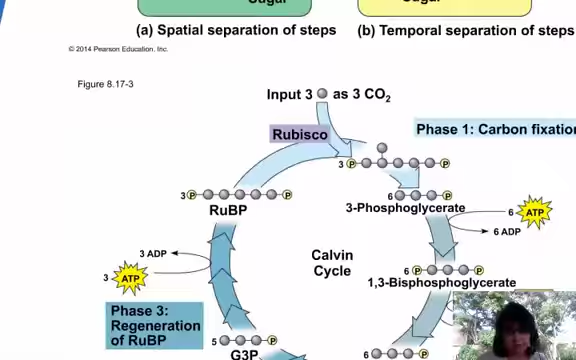 Sugar
Sugar
(a) Spatial separation of steps
(b) Temporal separation of steps
© 2014 Pearson Education, Inc.
Figure 8.17-3
Input 3 as 3 CO₂
Rubisco
Phase 1: Carbon fixation
3 P P
3 P P
6 P
RuBP
3-Phosphoglycerate
6 ATP
6 ADP
3 ADP
Calvin
Cycle
3 ATP
6 P P
1,3-Bisphosphoglycerate
Phase 3:
Regeneration
of RuBP
5 P
G3P
6 P